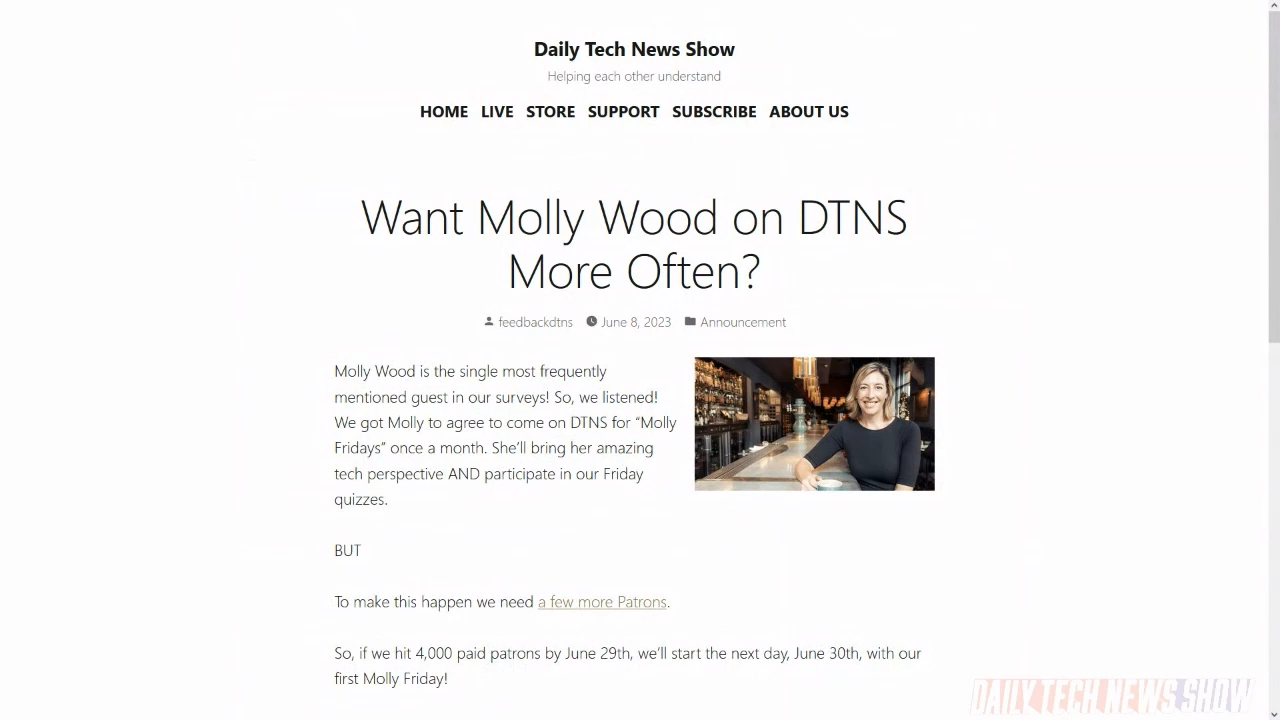 Daily Tech News Show
Helping each other understand
HOME LIVE STORE SUPPORT SUBSCRIBE ABOUT US
Want Molly Wood on DTNS
More Often?
feedbackdtns June 8, 2023 Announcement
Molly Wood is the single most frequently
mentioned guest in our surveys! So, we listened!
We got Molly to agree to come on DTNS for “Molly
Fridays” once a month. She’ll bring her amazing
tech perspective AND participate in our Friday
quizzes.
BUT
To make this happen we need a few more Patrons.
So, if we hit 4,000 paid patrons by June 29th, we’ll start the next day, June 30th, with our
first Molly Friday!
DAILY TECH NEWS SHOW